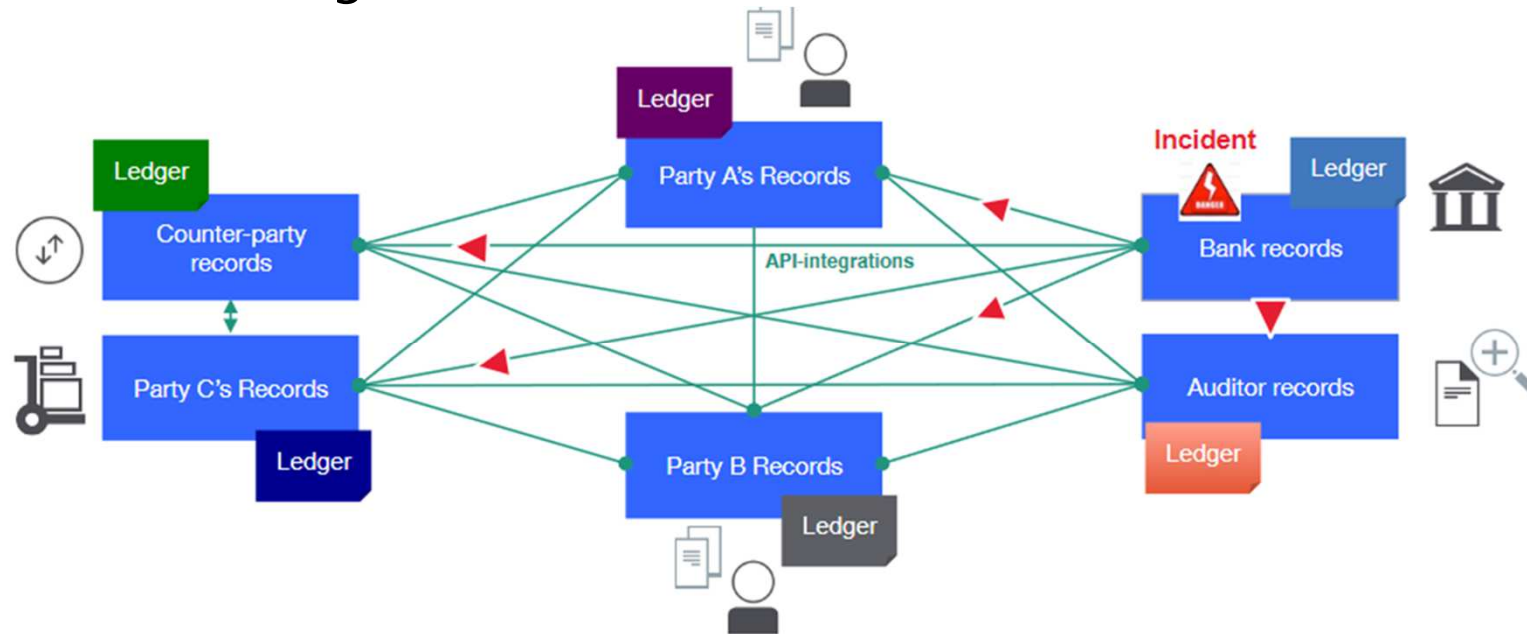 Ledger
Party A's Records
Incident
DANGER
Ledger
Bank records
Ledger
Counter-party
records
API-integrations
Party C's Records
Ledger
Party B Records
Ledger
Auditor records
Ledger